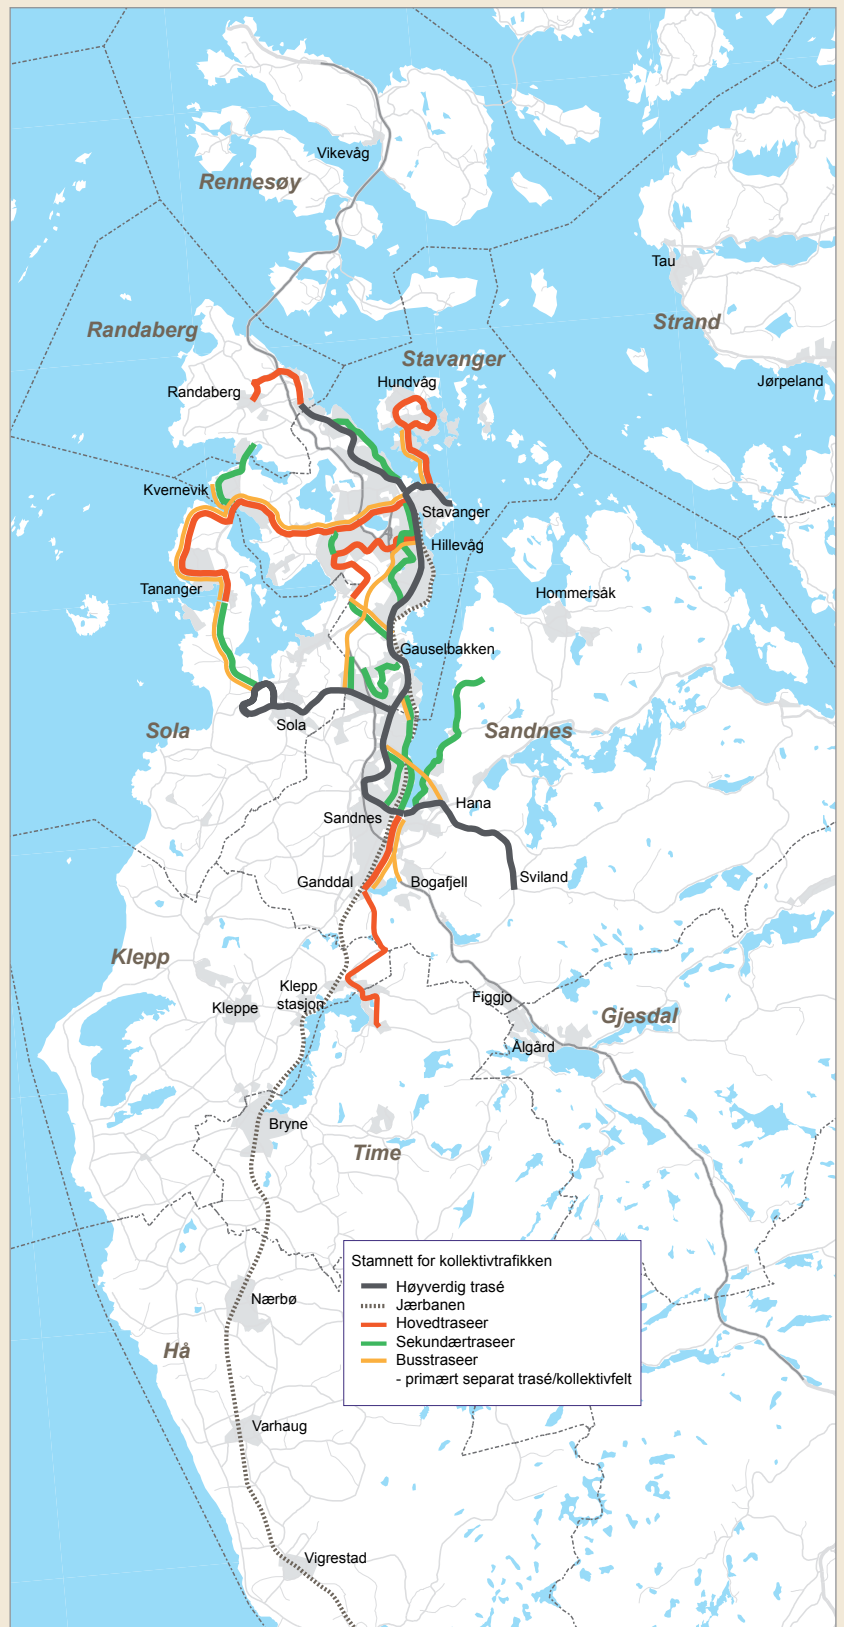 Vikevåg
Rennesøy
Tau
Strand
Randaberg
Stavanger
Hundvåg
Randaberg
Jørpeland
Kvernevik
Stavanger
Hillevåg
Tananger
Hommersåk
Gauselbakken
Sola
Sola
Sandnes
Hana
Sandnes
Ganddal
Bogafjell
Sviland
Klepp
Klepp
stasjon
Kleppe
Figgjo
Gjesdal
Ålgård
Bryne
Time
Stamnett for kollektivtrafikken
Høyverdig trasé
Jærbanen
Hovedtraseer
Sekundærtraseer
Busstraseer
- primært separat trasé/kollektivfelt
Nærbø
Hå
Varhaug
Vigrestad